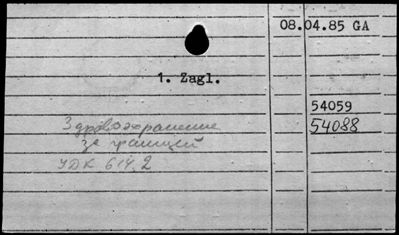 08.04.85 GA
1. Zagl.
54059
54088
Здравоохранение
за границей
УДК 614.2